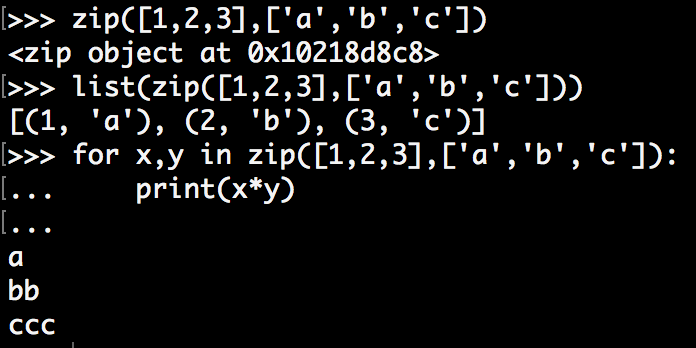 >>> zip([1,2,3],['a','b','c'])
<zip object at 0x10218d8c8>
>>> list(zip([1,2,3],['a','b','c']))
[(1, 'a'), (2, 'b'), (3, 'c')]
>>> for x,y in zip([1,2,3],['a','b','c']):
...     print(x*y)
...
a
bb
ccc